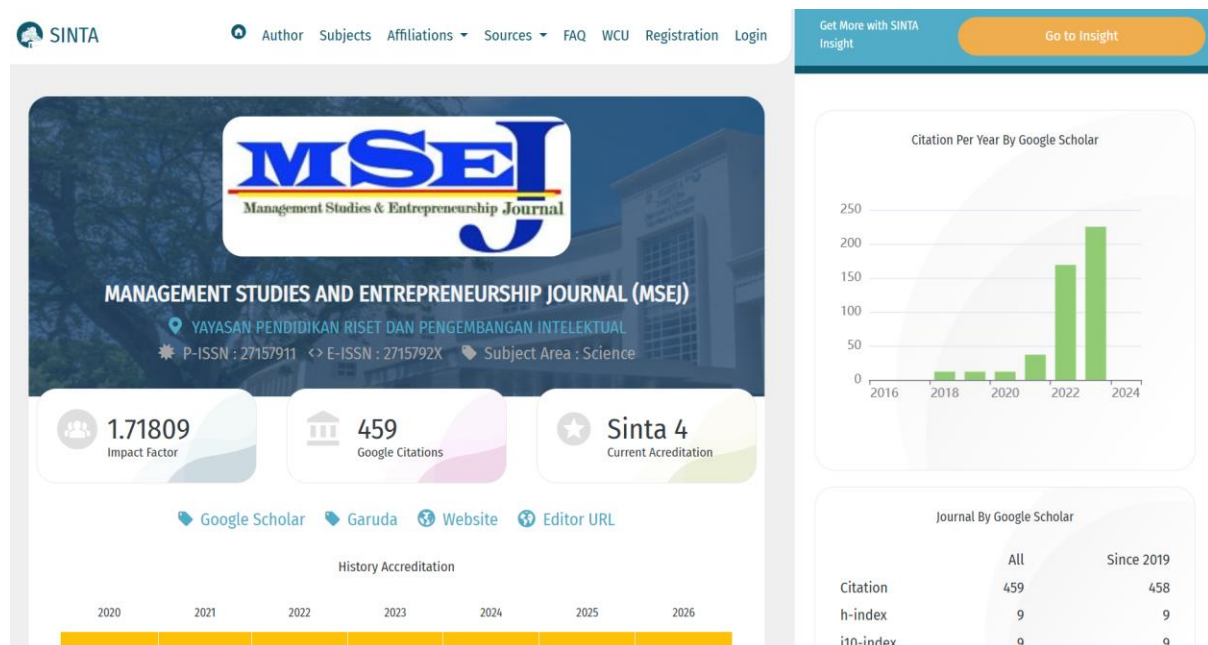 SINTA
Author Subjects Affiliations Sources FAQ WCU Registration Login
Get More with SINTA
Insight
Go to Insight
MSEJ
Management Studies & Entrepreneurship Journal
MANAGEMENT STUDIES AND ENTREPRENEURSHIP JOURNAL (MSEJ)
YAYASAN PENDIDIKAN RISET DAN PENGEMBANGAN INTELEKTUAL
P-ISSN : 27157911 <> E-ISSN : 2715792X Subject Area : Science
1.71809
Impact Factor
459
Google Citations
Sinta 4
Current Acreditation
Google Scholar Garuda Website Editor URL
History Accreditation
2020 2021 2022 2023 2024 2025 2026
Citation Per Year By Google Scholar
250
200
150
100
50
0
2016 2018 2020 2022 2024
Journal By Google Scholar
All Since 2019
Citation 459 458
h-index 9 9
i10-index 9 9